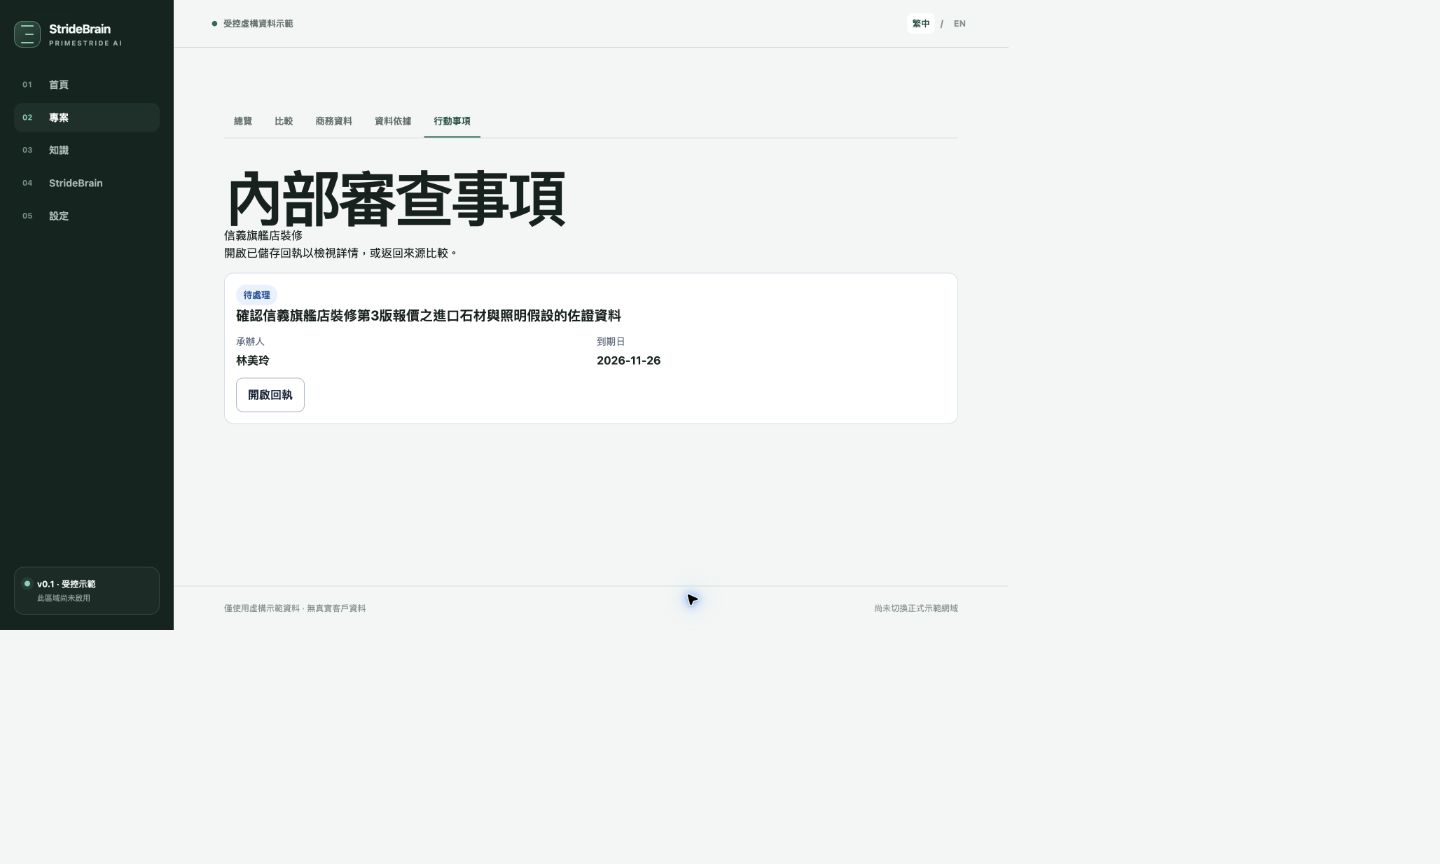 StrideBrain
PRIMESTRIDE AI
01 首頁
02 專案
03 知識
04 StrideBrain
05 設定
v0.1 · 受控示範
此區域尚未啟用
受控虛構資料示範
繁中 / EN
總覽 比較 商務資料 資料依據 行動事項
內部審查事項
信義旗艦店裝修
開啟已儲存回執以檢視詳情，或返回來源比較。
待處理
確認信義旗艦店裝修第3版報價之進口石材與照明假設的佐證資料
承辦人
林美玲
到期日
2026-11-26
開啟回執
僅使用虛構示範資料 · 無真實客戶資料
尚未切換正式示範網域